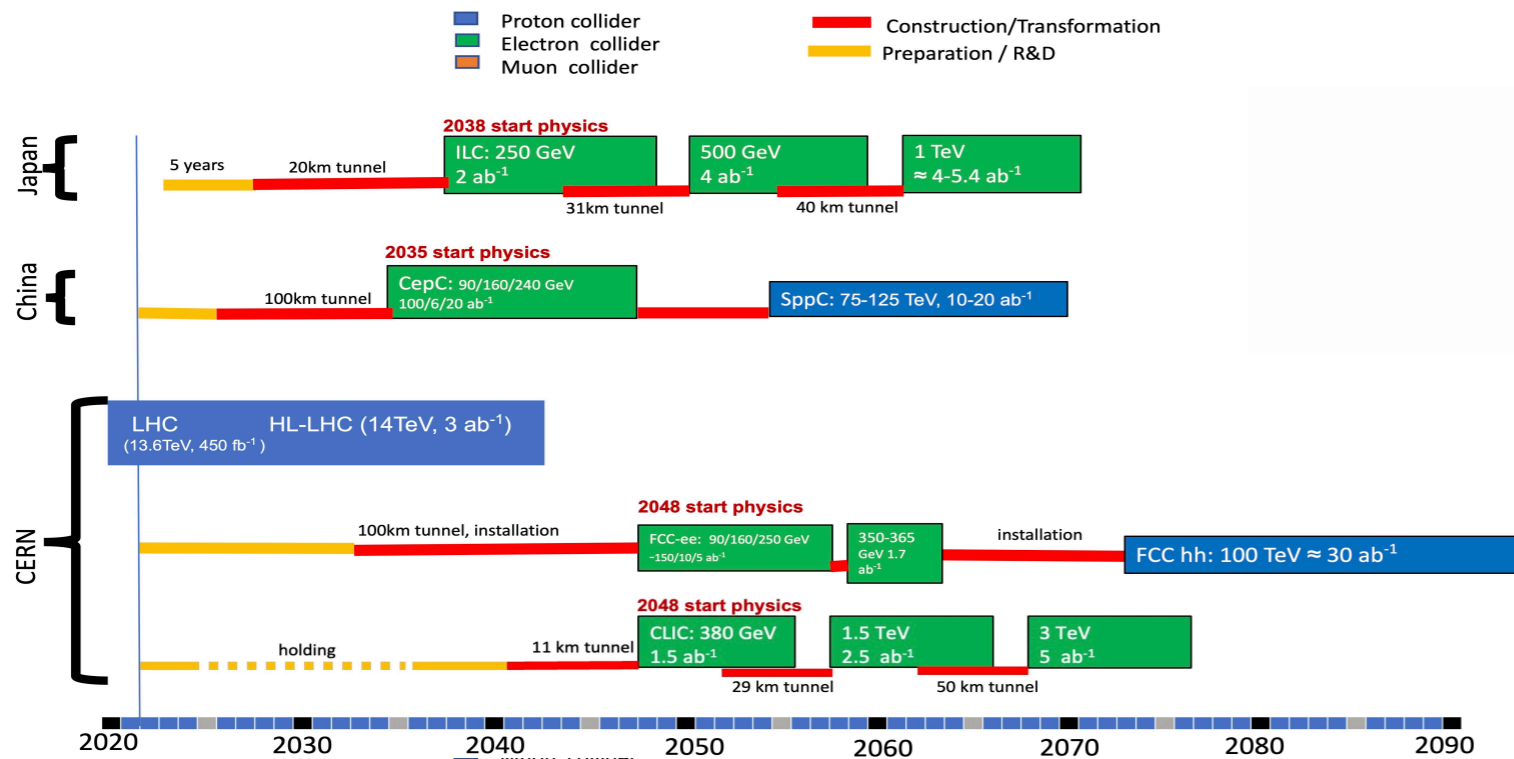 Proton collider
Electron collider
Muon collider
Construction/Transformation
Preparation / R&D
Japan
2038 start physics
5 years
20km tunnel
ILC: 250 GeV
2 ab⁻¹
500 GeV
4 ab⁻¹
1 TeV
≈ 4-5.4 ab⁻¹
31km tunnel
40 km tunnel
China
2035 start physics
100km tunnel
CepC: 90/160/240 GeV
100/6/20 ab⁻¹
SppC: 75-125 TeV, 10-20 ab⁻¹
CERN
LHC
(13.6TeV, 450 fb⁻¹ )
HL-LHC (14TeV, 3 ab⁻¹)
2048 start physics
100km tunnel, installation
FCC-ee: 90/160/250 GeV
~150/10/5 ab⁻¹
350-365
GeV 1.7
ab⁻¹
installation
FCC hh: 100 TeV ≈ 30 ab⁻¹
2048 start physics
holding
11 km tunnel
CLIC: 380 GeV
1.5 ab⁻¹
1.5 TeV
2.5 ab⁻¹
3 TeV
5 ab⁻¹
29 km tunnel
50 km tunnel
2020 2030 2040 2050 2060 2070 2080 2090